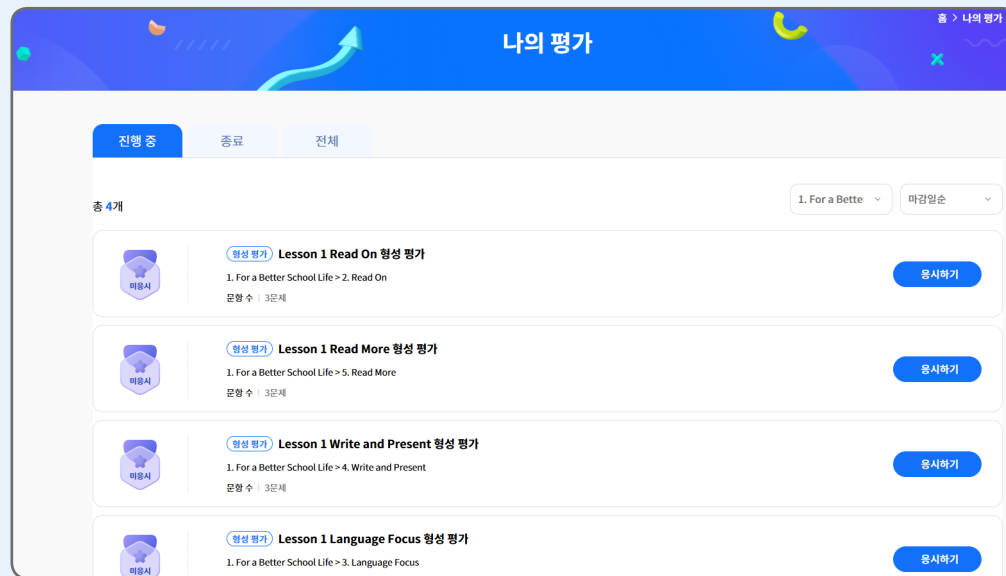 홈 > 나의 평가
나의 평가
진행 중
종료
전체
총 4개
1. For a Bette
마감일순
미응시
형성 평가 Lesson 1 Read On 형성 평가
1. For a Better School Life > 2. Read On
문항 수 | 3문제
응시하기
미응시
형성 평가 Lesson 1 Read More 형성 평가
1. For a Better School Life > 5. Read More
문항 수 | 3문제
응시하기
미응시
형성 평가 Lesson 1 Write and Present 형성 평가
1. For a Better School Life > 4. Write and Present
문항 수 | 3문제
응시하기
미응시
형성 평가 Lesson 1 Language Focus 형성 평가
1. For a Better School Life > 3. Language Focus
응시하기